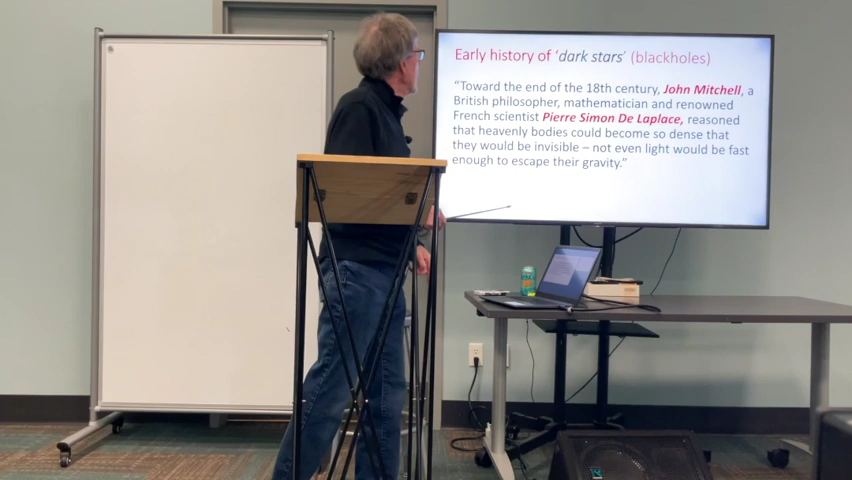 Early history of ‘dark stars’ (blackholes)
“Toward the end of the 18th century, John Mitchell, a
British philosopher, mathematician and renowned
French scientist Pierre Simon De Laplace, reasoned
that heavenly bodies could become so dense that
they would be invisible – not even light would be fast
enough to escape their gravity.”